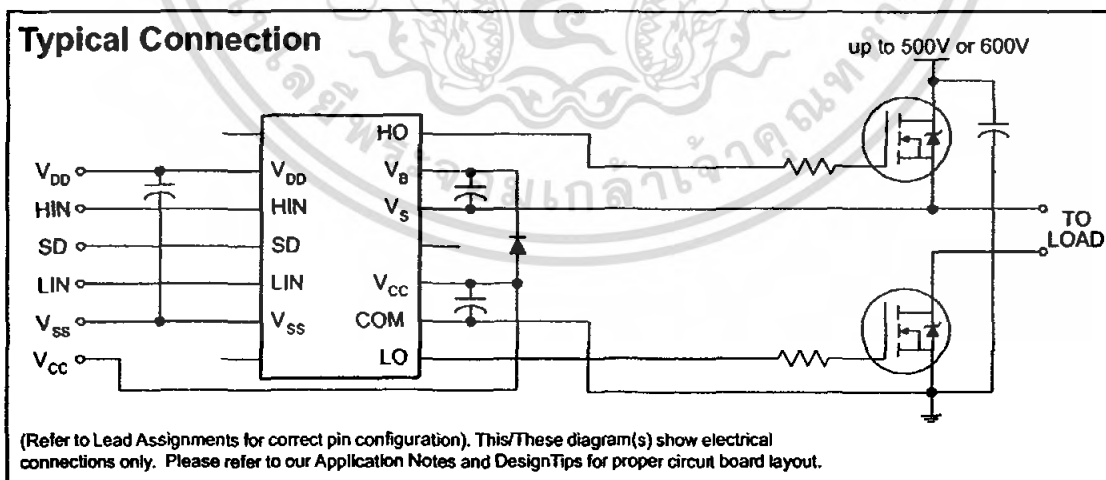 Typical Connection
up to 500V or 600V
HO
VDD
VDD
VB
HIN
HIN
VS
SD
SD
TO
LOAD
LIN
LIN
VCC
VSS
VSS
COM
VCC
LO
(Refer to Lead Assignments for correct pin configuration). This/These diagram(s) show electrical
connections only. Please refer to our Application Notes and DesignTips for proper circuit board layout.